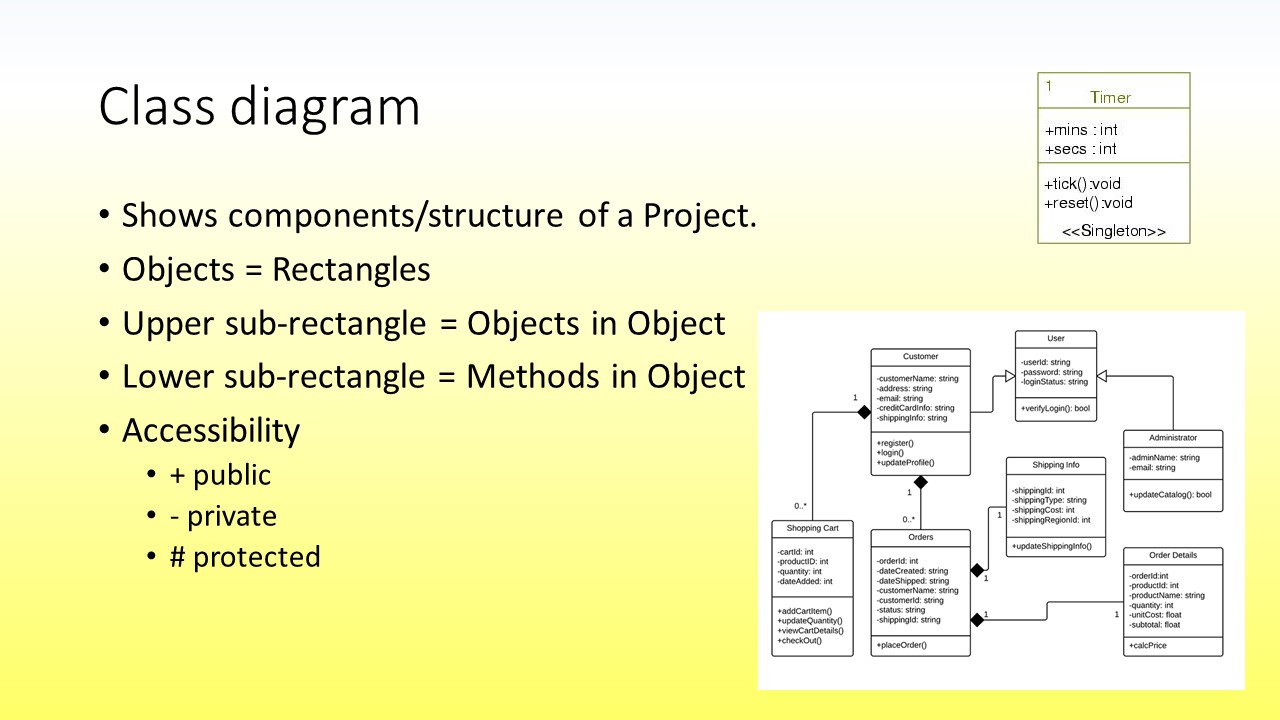 Class diagram
• Shows components/structure of a Project.
• Objects = Rectangles
• Upper sub-rectangle = Objects in Object
• Lower sub-rectangle = Methods in Object
• Accessibility
• + public
• - private
• # protected
1
Timer
+mins : int
+secs : int
+tick():void
+reset():void
<<Singleton>>
Customer
-customerName: string
-address: string
-email: string
-creditCardInfo: string
-shippingInfo: string
+register()
+login()
+updateProfile()
User
-userId: string
-password: string
-loginStatus: string
+verifyLogin(): bool
Administrator
-adminName: string
-email: string
+updateCatalog(): bool
1
0..*
1
0..*
Shipping Info
-shippingId: int
-shippingType: string
-shippingCost: int
-shippingRegionId: int
+updateShippingInfo()
1
1
Shopping Cart
-cartId: int
-productID: int
-quantity: int
-dateAdded: int
+addCartItem()
+updateQuantity()
+viewCartDetails()
+checkOut()
Orders
-orderId: int
-dateCreated: string
-dateShipped: string
-customerName: string
-customerId: string
-status: string
-shippingId: string
+placeOrder()
1
1
Order Details
-orderId:int
-productId: int
-productName: string
-quantity: int
-unitCost: float
-subtotal: float
+calcPrice